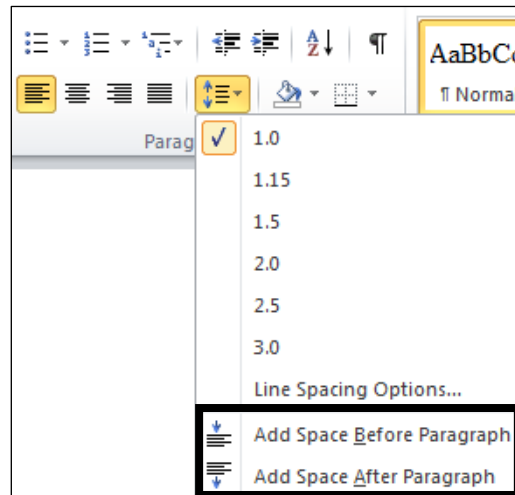 AaBbCc
¶ Norma
Parag
1.0
1.15
1.5
2.0
2.5
3.0
Line Spacing Options...
Add Space Before Paragraph
Add Space After Paragraph